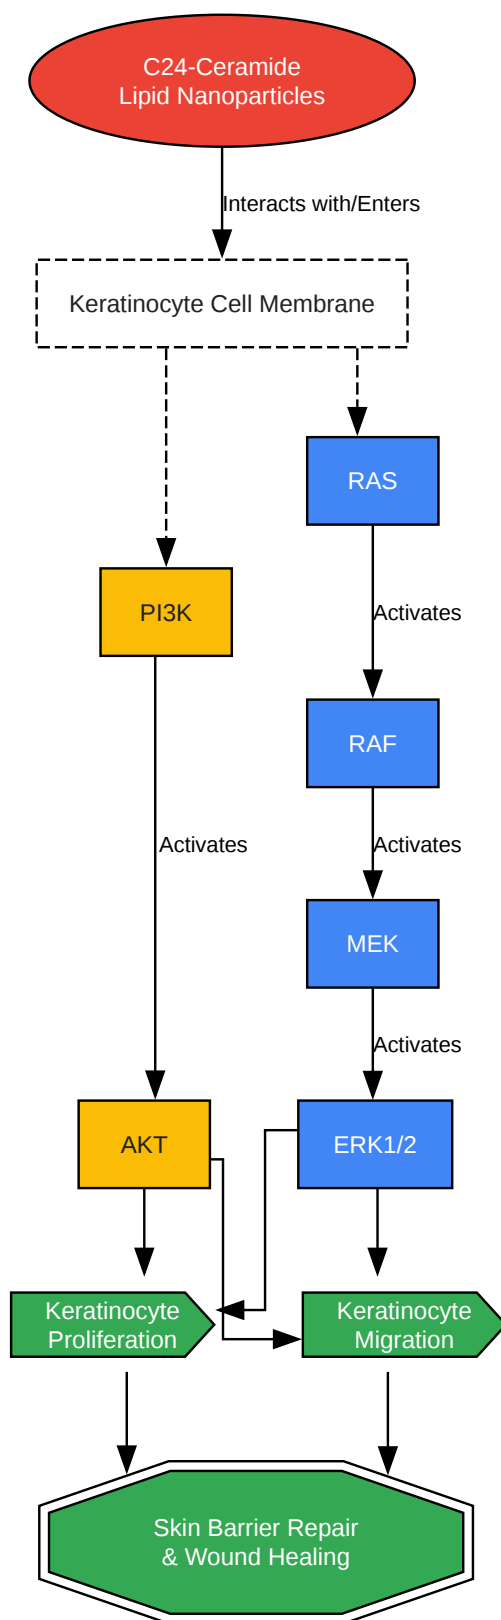 C24-Ceramide
Lipid Nanoparticles
Interacts with/Enters
Keratinocyte Cell Membrane
RAS
PI3K
Activates
RAF
Activates
Activates
MEK
Activates
AKT
ERK1/2
Keratinocyte
Proliferation
Keratinocyte
Migration
Skin Barrier Repair
& Wound Healing